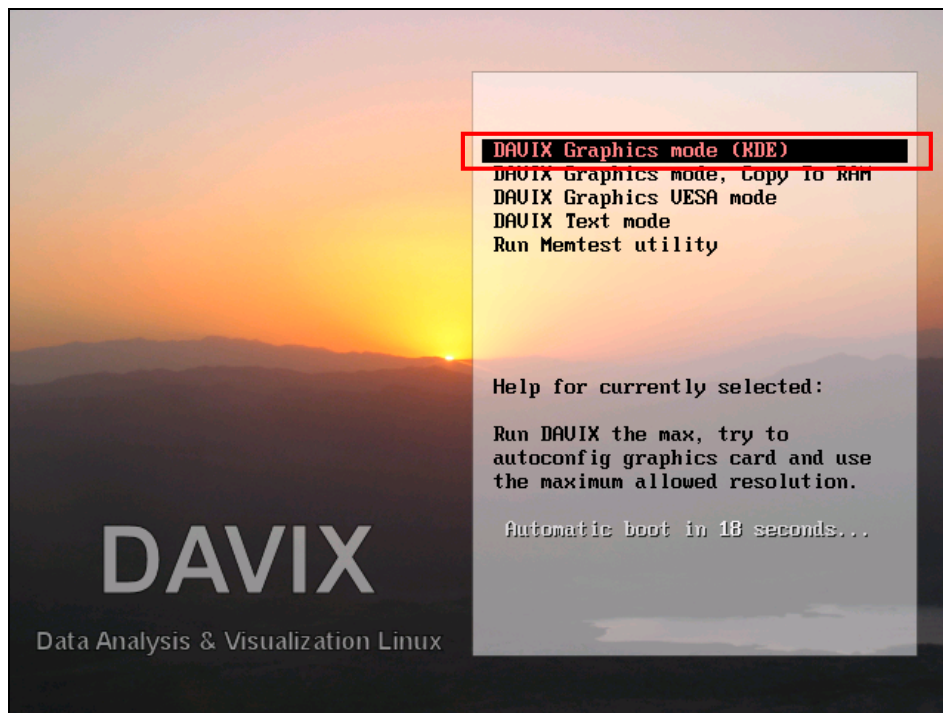 DAVIX Graphics mode (KDE)
DAVIX Graphics mode, Copy To RAM
DAVIX Graphics VESA mode
DAVIX Text mode
Run Memtest utility
Help for currently selected:
Run DAVIX the max, try to
autoconfig graphics card and use
the maximum allowed resolution.
Automatic boot in 18 seconds...
DAVIX
Data Analysis & Visualization Linux